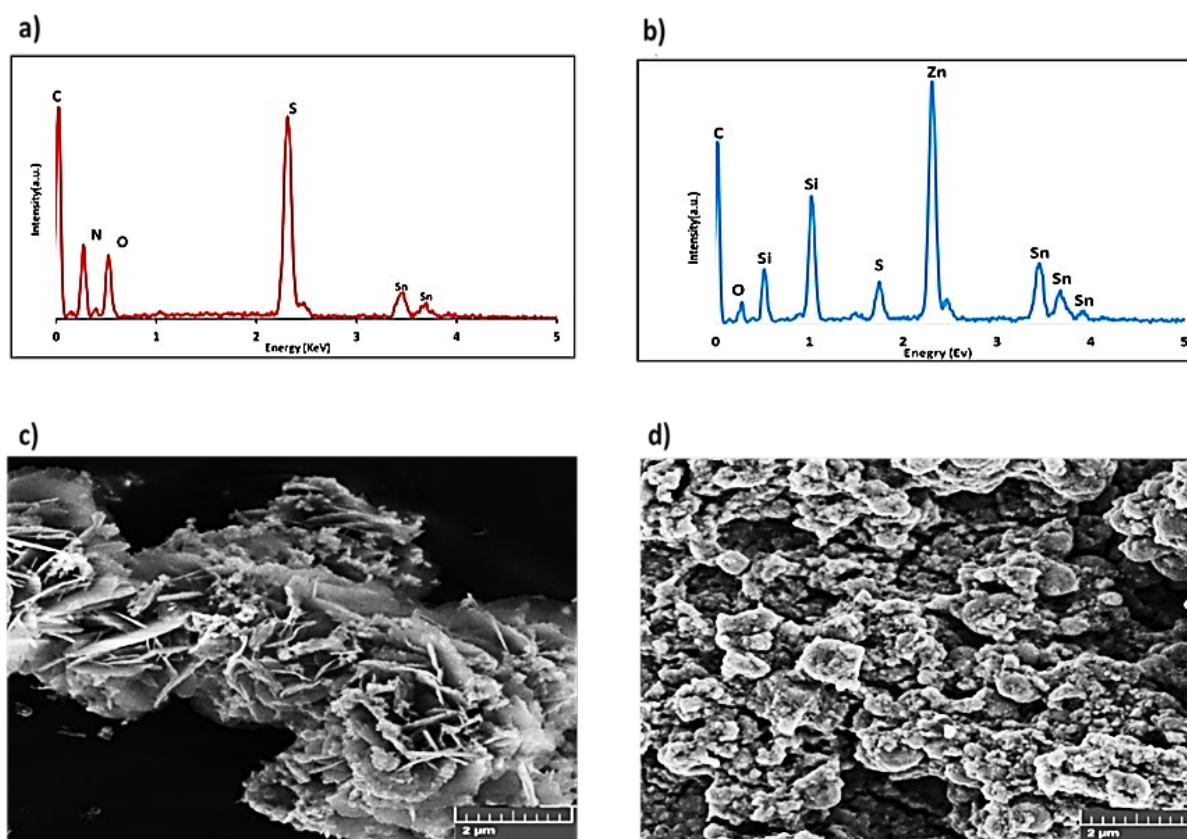 a)
C
S
N
O
Sn
Sn
Intensity(a.u.)
0 1 2 3 4 5
Energy (KeV)
b)
Zn
C
Si
Sn
Si
S
Sn
O
Sn
Intensity(a.u.)
0 1 2 3 4 5
Enegry (Ev)
c)
2 µm
d)
2 µm